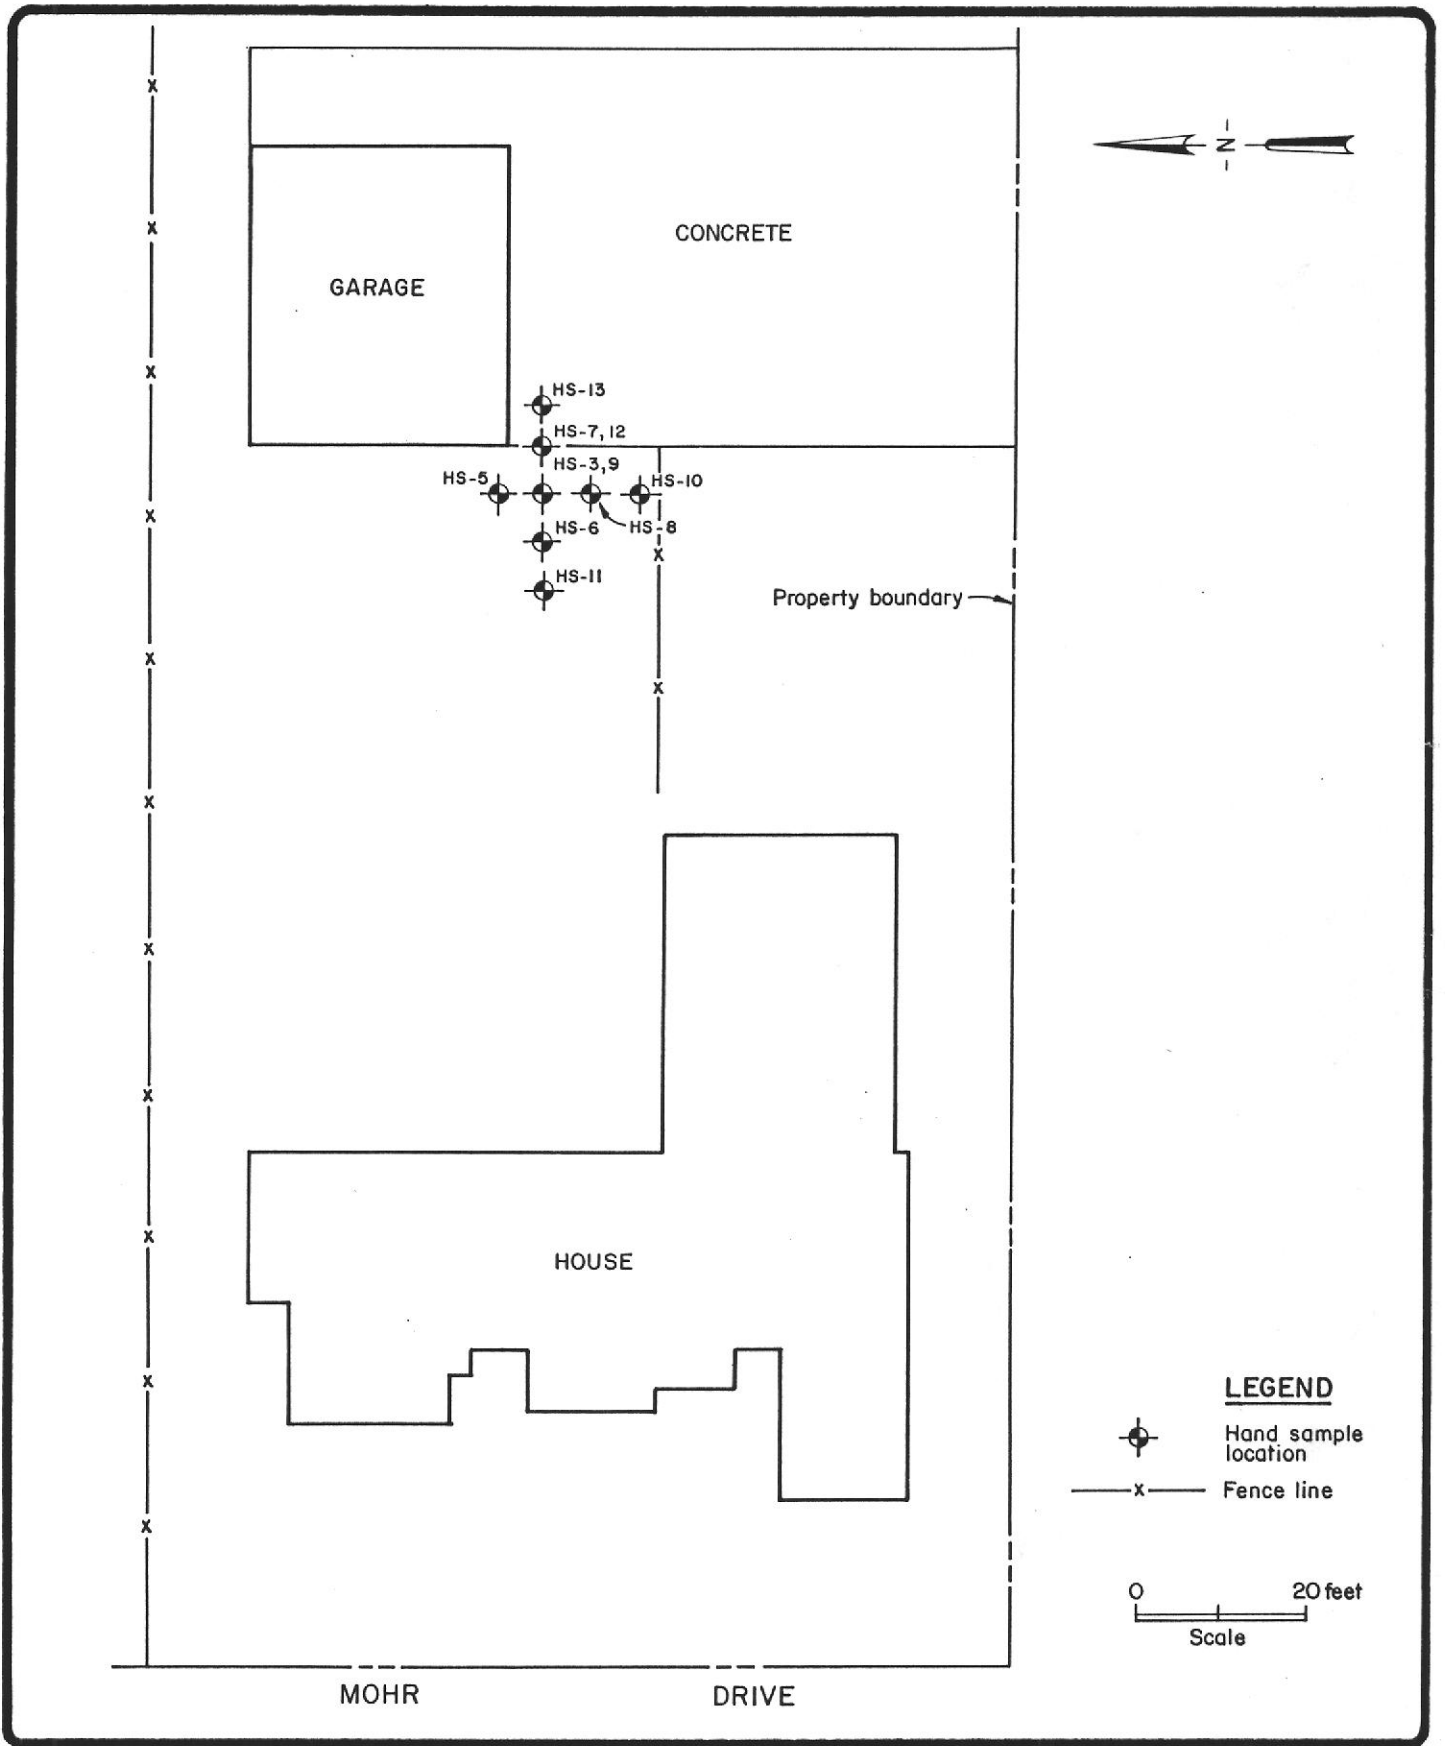 N
CONCRETE
GARAGE
HS-13
HS-7, 12
HS-3,9
HS-5
HS-10
HS-6
HS-8
HS-11
Property boundary
HOUSE
LEGEND
Hand sample
location
x Fence line
0 20 feet
Scale
MOHR DRIVE